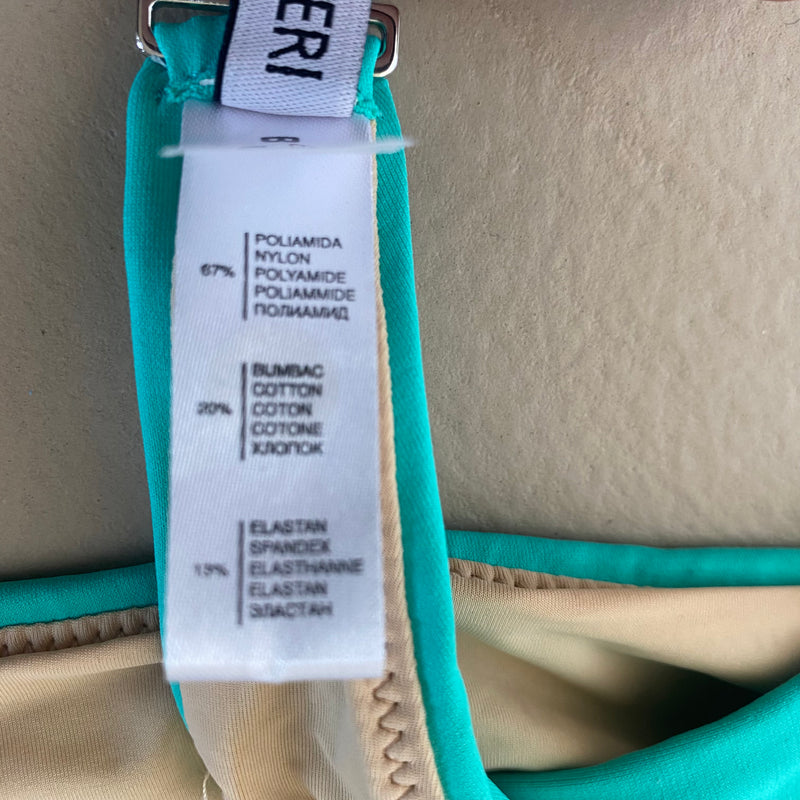 ERI
67%
POLIAMIDA
NYLON
POLYAMIDE
POLIAMMIDE
ПОЛИАМИД
20%
BUMBAC
COTTON
COTON
COTONE
ХЛОПОК
13%
ELASTAN
SPANDEX
ELASTHANNE
ELASTAN
ЭЛАСТАН